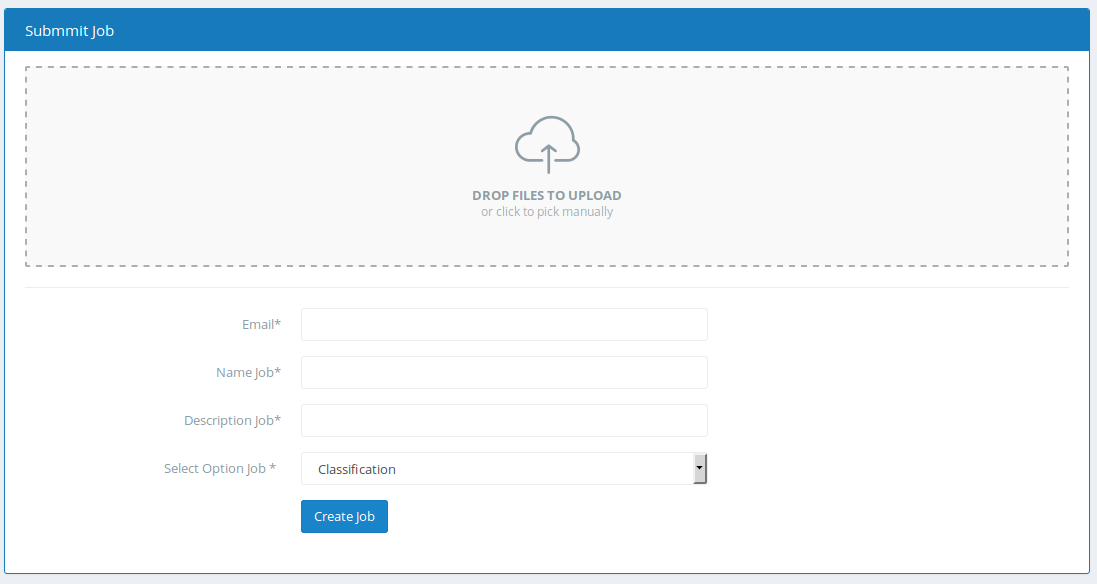 Submmit Job
DROP FILES TO UPLOAD
or click to pick manually
Email*
Name Job*
Description Job*
Select Option Job *
Classification
Create Job